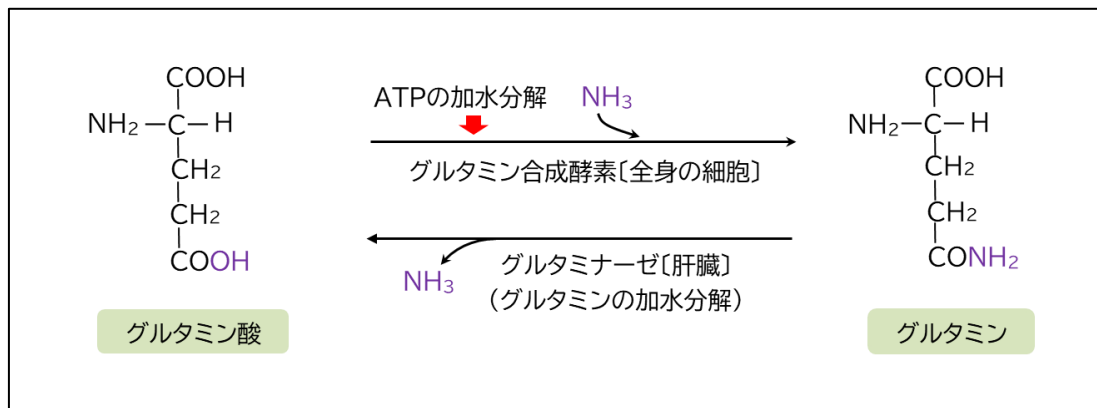 COOH
NH₂－C－H
CH₂
CH₂
COOH
グルタミン酸
ATPの加水分解
NH₃
グルタミン合成酵素〔全身の細胞〕
NH₃
グルタミナーゼ〔肝臓〕
（グルタミンの加水分解）
COOH
NH₂－C－H
CH₂
CH₂
CONH₂
グルタミン